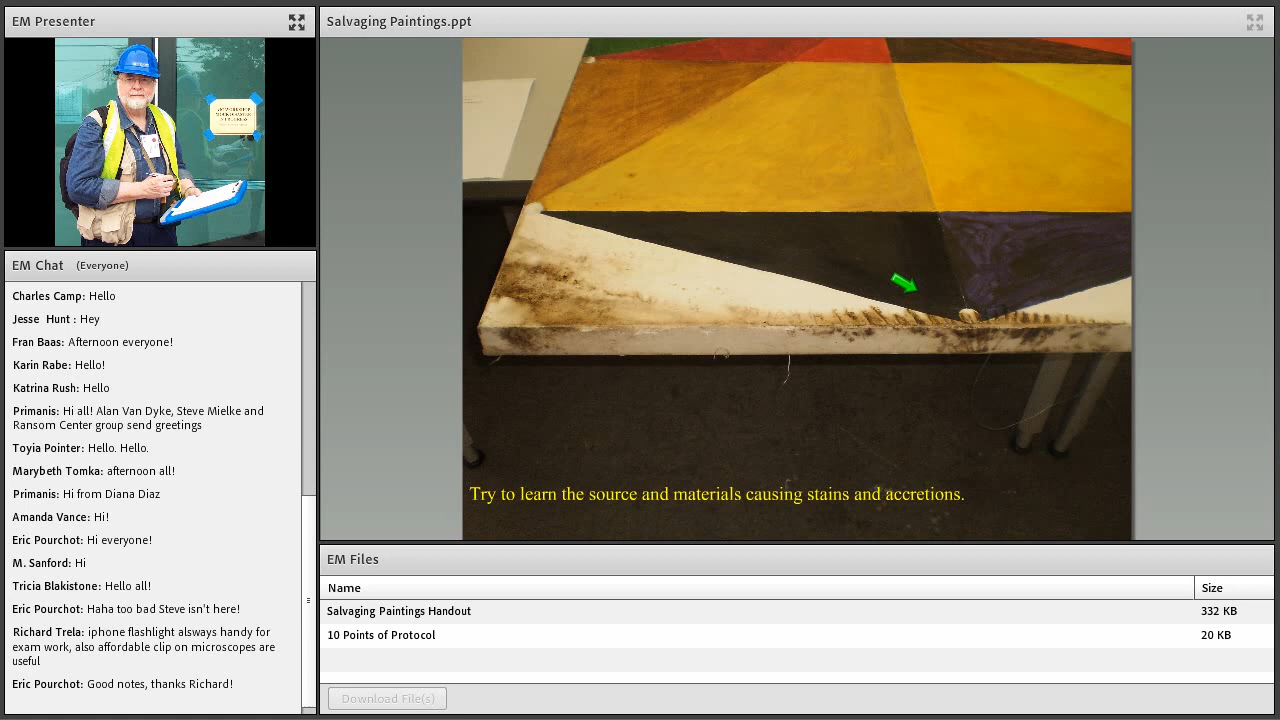 EM Presenter
EM Chat (Everyone)
Charles Camp: Hello
Jesse Hunt : Hey
Fran Baas: Afternoon everyone!
Karin Rabe: Hello!
Katrina Rush: Hello
Primanis: Hi all! Alan Van Dyke, Steve Mielke and
Ransom Center group send greetings
Toyia Pointer: Hello. Hello.
Marybeth Tomka: afternoon all!
Primanis: Hi from Diana Diaz
Amanda Vance: Hi!
Eric Pourchot: Hi everyone!
M. Sanford: Hi
Tricia Blakistone: Hello all!
Eric Pourchot: Haha too bad Steve isn't here!
Richard Trela: iphone flashlight alsways handy for
exam work, also affordable clip on microscopes are
useful
Eric Pourchot: Good notes, thanks Richard!
Salvaging Paintings.ppt
Try to learn the source and materials causing stains and accretions.
EM Files
Name Size
Salvaging Paintings Handout 332 KB
10 Points of Protocol 20 KB
Download File(s)